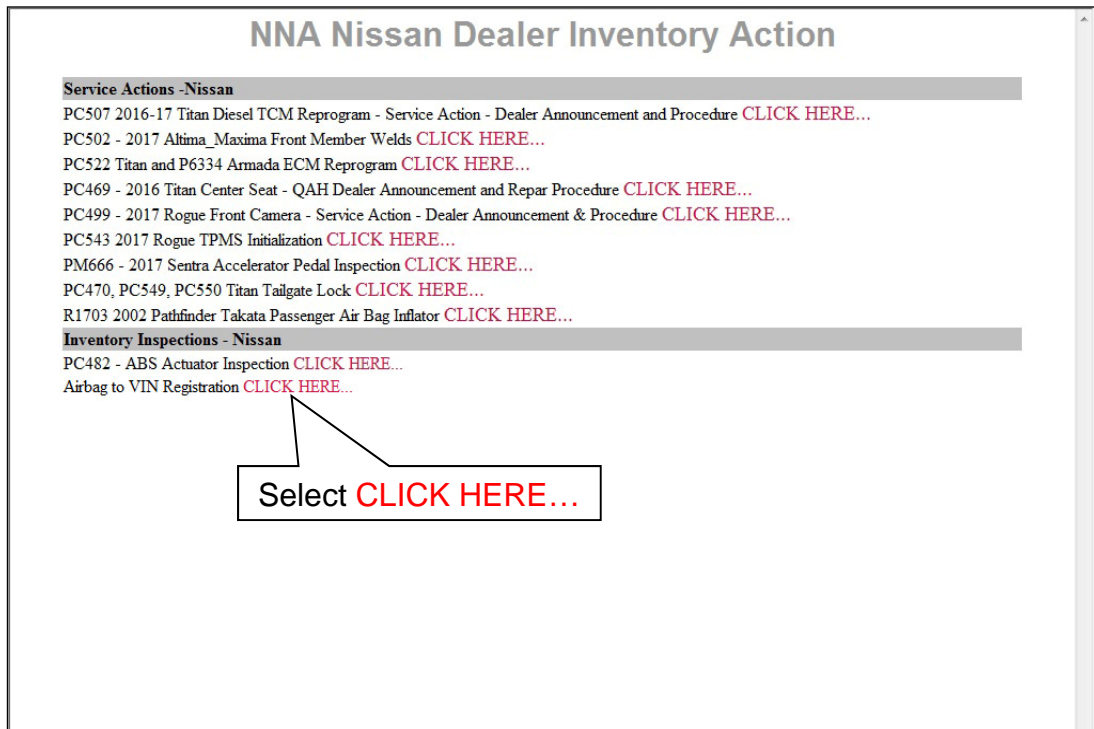 NNA Nissan Dealer Inventory Action
Service Actions -Nissan
PC507 2016-17 Titan Diesel TCM Reprogram - Service Action - Dealer Announcement and Procedure CLICK HERE...
PC502 - 2017 Altima_Maxima Front Member Welds CLICK HERE...
PC522 Titan and P6334 Armada ECM Reprogram CLICK HERE...
PC469 - 2016 Titan Center Seat - QAH Dealer Announcement and Repar Procedure CLICK HERE...
PC499 - 2017 Rogue Front Camera - Service Action - Dealer Announcement & Procedure CLICK HERE...
PC543 2017 Rogue TPMS Initialization CLICK HERE...
PM666 - 2017 Sentra Accelerator Pedal Inspection CLICK HERE...
PC470, PC549, PC550 Titan Tailgate Lock CLICK HERE...
R1703 2002 Pathfinder Takata Passenger Air Bag Inflator CLICK HERE...
Inventory Inspections - Nissan
PC482 - ABS Actuator Inspection CLICK HERE...
Airbag to VIN Registration CLICK HERE...
Select CLICK HERE…